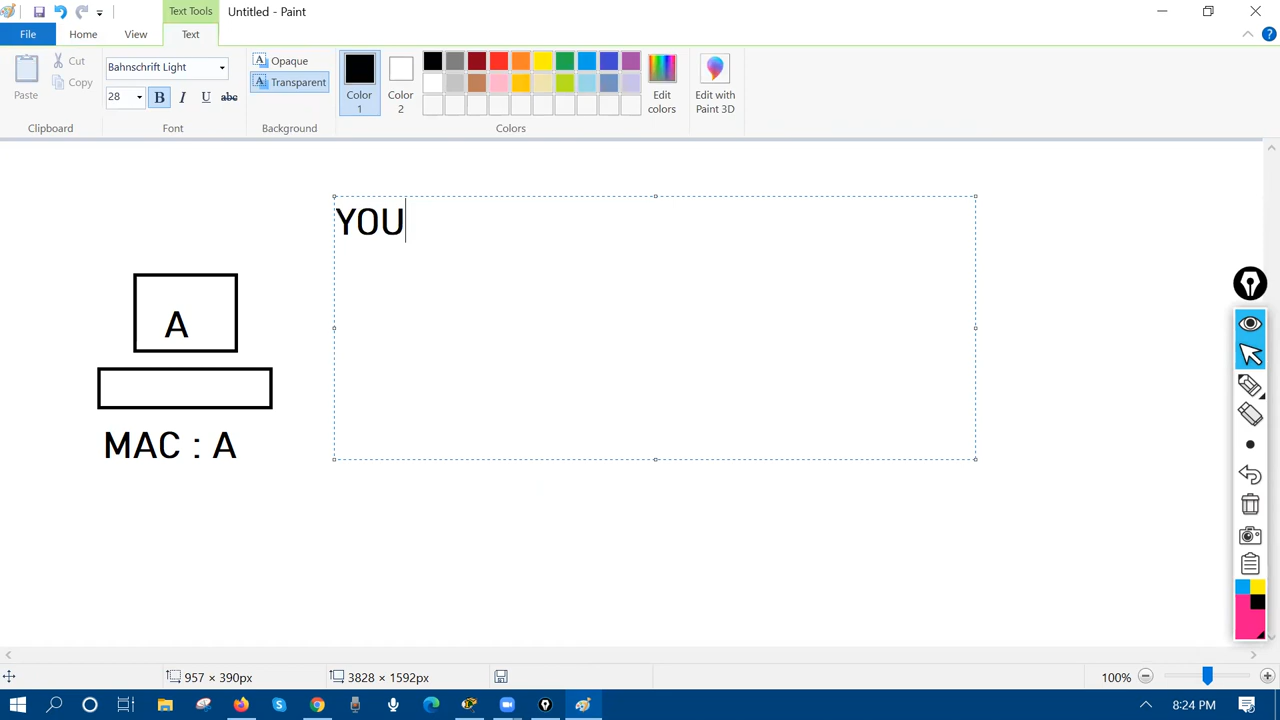 Text Tools
Untitled - Paint
File
Home
View
Text
Paste
Cut
Copy
Clipboard
Bahnschrift Light
28
B
I
U
abc
Font
A Opaque
A Transparent
Background
Color 1
Color 2
Edit colors
Colors
Edit with Paint 3D
YOU
A
MAC : A
957 × 390px
3828 × 1592px
100%
8:24 PM